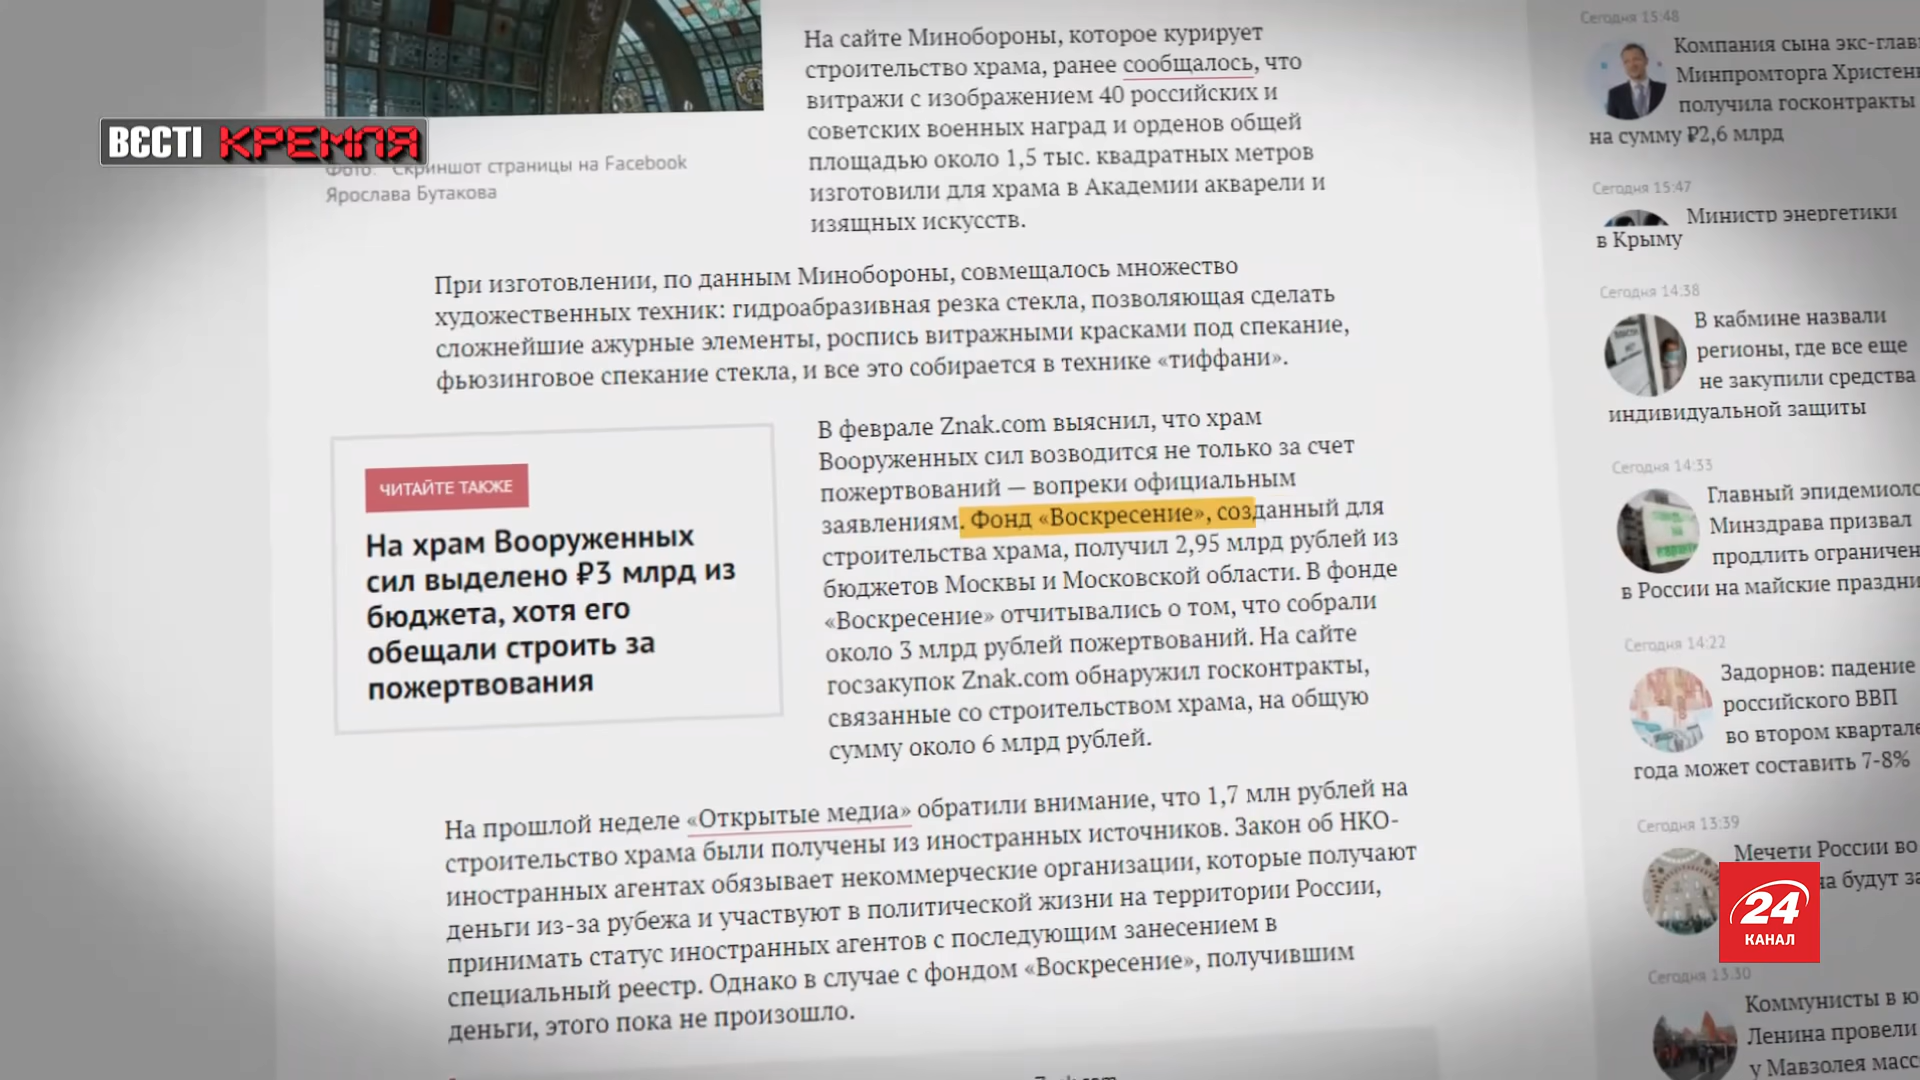 ВЄСТІ КРЕМЛЯ
Фото: Скриншот страницы на Facebook
Ярослава Бутакова
На сайте Минобороны, которое курирует
строительство храма, ранее сообщалось, что
витражи с изображением 40 российских и
советских военных наград и орденов общей
площадью около 1,5 тыс. квадратных метров
изготовили для храма в Академии акварели и
изящных искусств.
При изготовлении, по данным Минобороны, совмещалось множество
художественных техник: гидроабразивная резка стекла, позволяющая сделать
сложнейшие ажурные элементы, роспись витражными красками под спекание,
фьюзинговое спекание стекла, и все это собирается в технике «тиффани».
ЧИТАЙТЕ ТАКЖЕ
На храм Вооруженных
сил выделено ₽3 млрд из
бюджета, хотя его
обещали строить за
пожертвования
В феврале Znak.com выяснил, что храм
Вооруженных сил возводится не только за счет
пожертвований — вопреки официальным
заявлениям. Фонд «Воскресение», созданный для
строительства храма, получил 2,95 млрд рублей из
бюджетов Москвы и Московской области. В фонде
«Воскресение» отчитывались о том, что собрали
около 3 млрд рублей пожертвований. На сайте
госзакупок Znak.com обнаружил госконтракты,
связанные со строительством храма, на общую
сумму около 6 млрд рублей.
На прошлой неделе «Открытые медиа» обратили внимание, что 1,7 млн рублей на
строительство храма были получены из иностранных источников. Закон об НКО-
иностранных агентах обязывает некоммерческие организации, которые получают
деньги из-за рубежа и участвуют в политической жизни на территории России,
принимать статус иностранных агентов с последующим занесением в
специальный реестр. Однако в случае с фондом «Воскресение», получившим
деньги, этого пока не произошло.
Сегодня 15:48
Компания сына экс-глав
Минпромторга Христен
получила госконтракты
на сумму ₽2,6 млрд
Сегодня 15:47
Министр энергетики
в Крыму
Сегодня 14:38
В кабмине назвали
регионы, где все еще
не закупили средства
индивидуальной защиты
Сегодня 14:33
Главный эпидемиоло
Минздрава призвал
продлить ограничен
в России на майские праздни
Сегодня 14:22
Задорнов: падение
российского ВВП
во втором квартале
года может составить 7-8%
Сегодня 13:39
Мечети России во
на будут за
24
КАНАЛ
Сегодня 13:30
Коммунисты в ю
Ленина провели
у Мавзолея масс